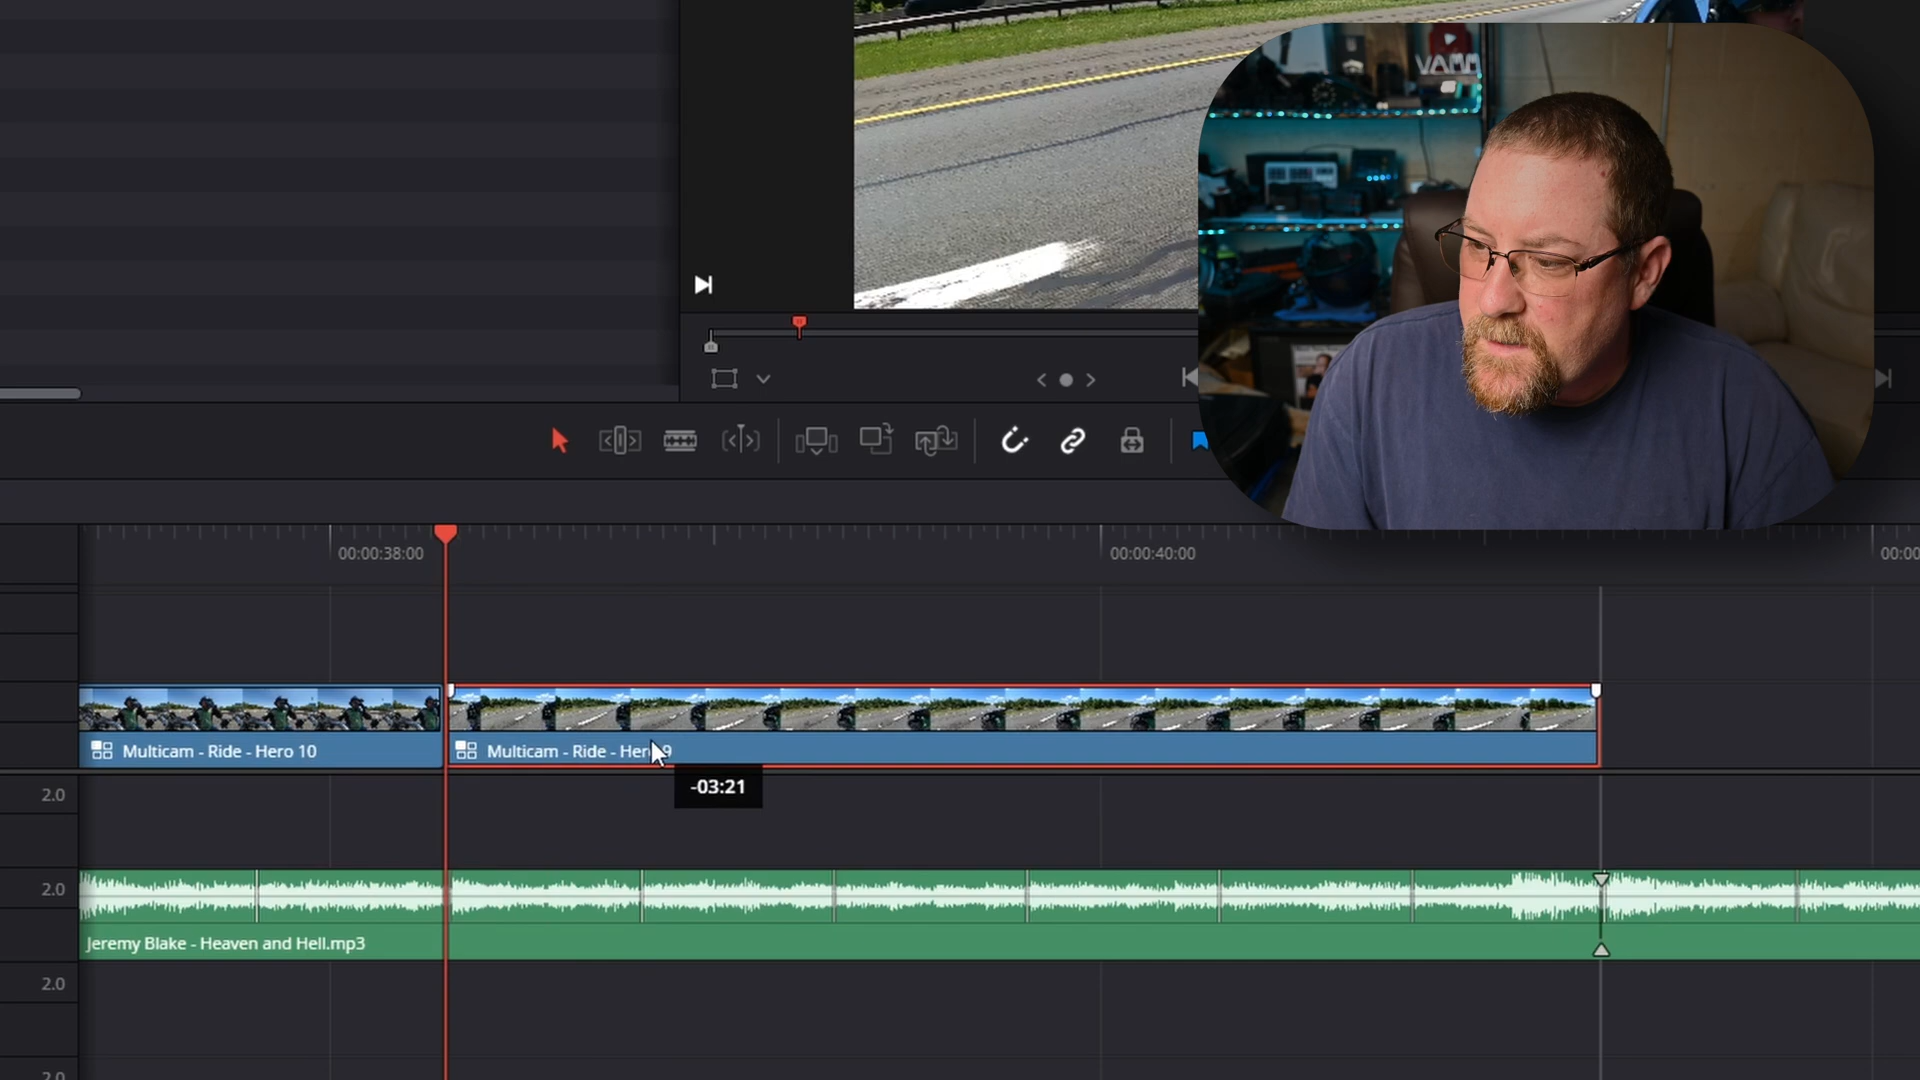 VAMM
00:00:38:00
00:00:40:00
00:00
Multicam - Ride - Hero 10
Multicam - Ride - Hero 9
-03:21
2.0
2.0
Jeremy Blake - Heaven and Hell.mp3
2.0
2.0